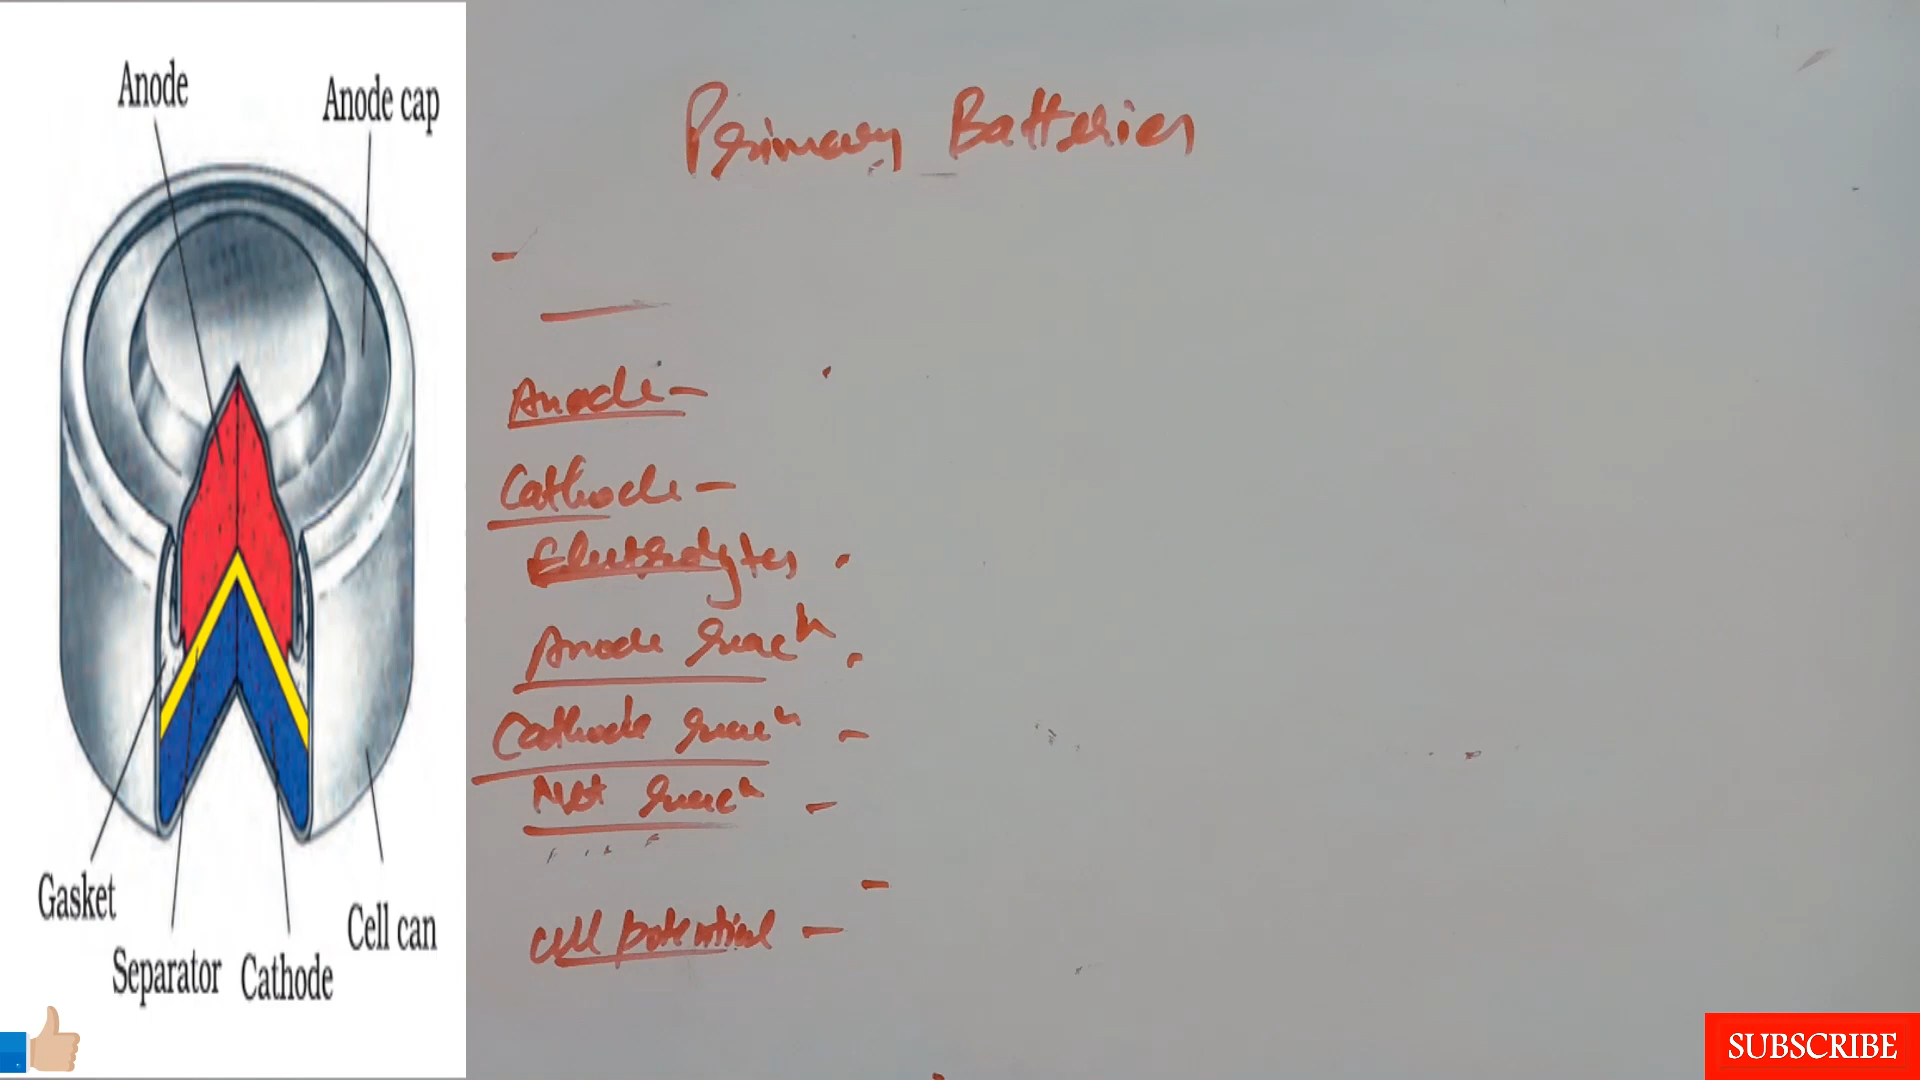 Anode
Anode cap
Gasket
Separator
Cathode
Cell can
Primary Batteries
-
Anode -
Cathode -
Electrolytes .
Anode reacⁿ .
Cathode reacⁿ -
Net reacⁿ -
-
Cell potential -
SUBSCRIBE